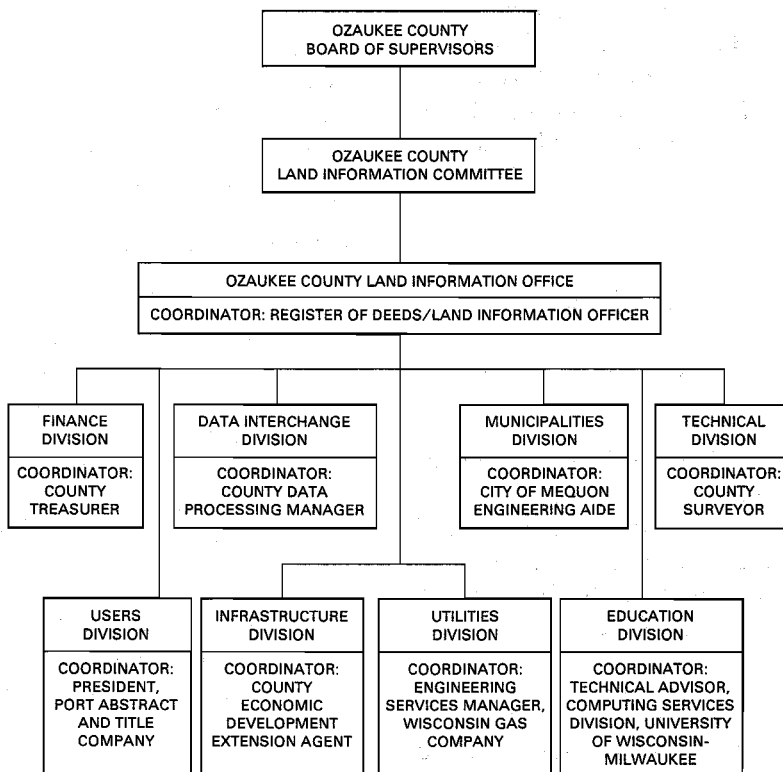 OZAUKEE COUNTY
BOARD OF SUPERVISORS
OZAUKEE COUNTY
LAND INFORMATION COMMITTEE
OZAUKEE COUNTY LAND INFORMATION OFFICE
COORDINATOR: REGISTER OF DEEDS/LAND INFORMATION OFFICER
FINANCE
DIVISION
COORDINATOR:
COUNTY
TREASURER
DATA INTERCHANGE
DIVISION
COORDINATOR:
COUNTY DATA
PROCESSING MANAGER
MUNICIPALITIES
DIVISION
COORDINATOR:
CITY OF MEQUON
ENGINEERING AIDE
TECHNICAL
DIVISION
COORDINATOR:
COUNTY
SURVEYOR
USERS
DIVISION
COORDINATOR:
PRESIDENT,
PORT ABSTRACT
AND TITLE
COMPANY
INFRASTRUCTURE
DIVISION
COORDINATOR:
COUNTY
ECONOMIC
DEVELOPMENT
EXTENSION AGENT
UTILITIES
DIVISION
COORDINATOR:
ENGINEERING
SERVICES MANAGER,
WISCONSIN GAS
COMPANY
EDUCATION
DIVISION
COORDINATOR:
TECHNICAL ADVISOR,
COMPUTING SERVICES
DIVISION, UNIVERSITY
OF WISCONSIN-
MILWAUKEE